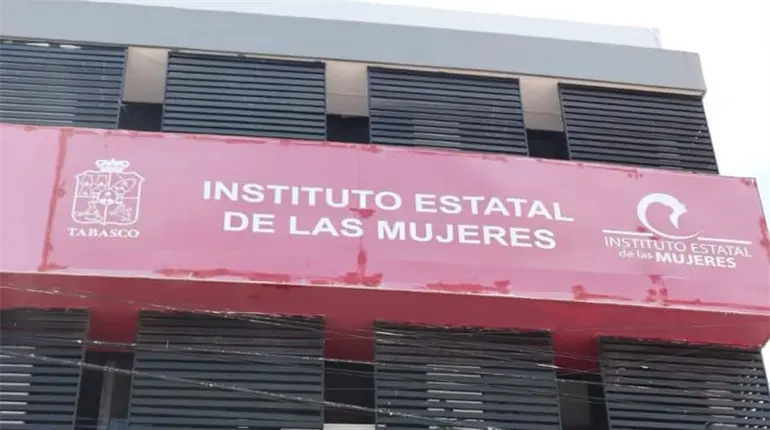 TABASCO
INSTITUTO ESTATAL
DE LAS MUJERES
INSTITUTO ESTATAL
de las MUJERES